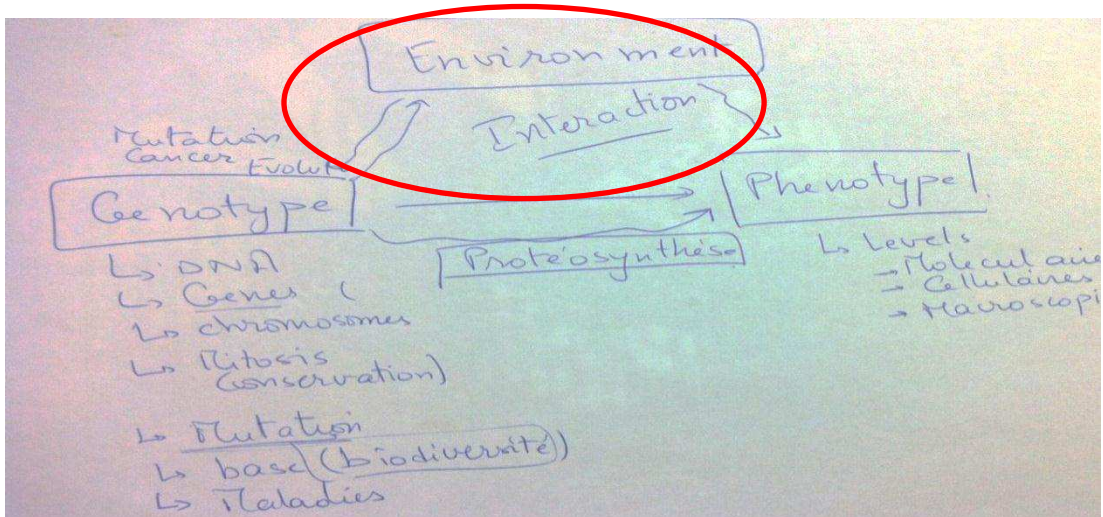 Environment
Interaction
Mutation
Cancer
Evolut
Genotype
Phenotype
Protéosynthèse
↳ DNA
↳ Genes (
↳ chromosomes
↳ Mitosis
(conservation)
↳ Mutation
↳ base (biodiversité))
↳ Maladies
↳ Levels
→ Moleculaire
→ Cellulaires
→ Macroscopi